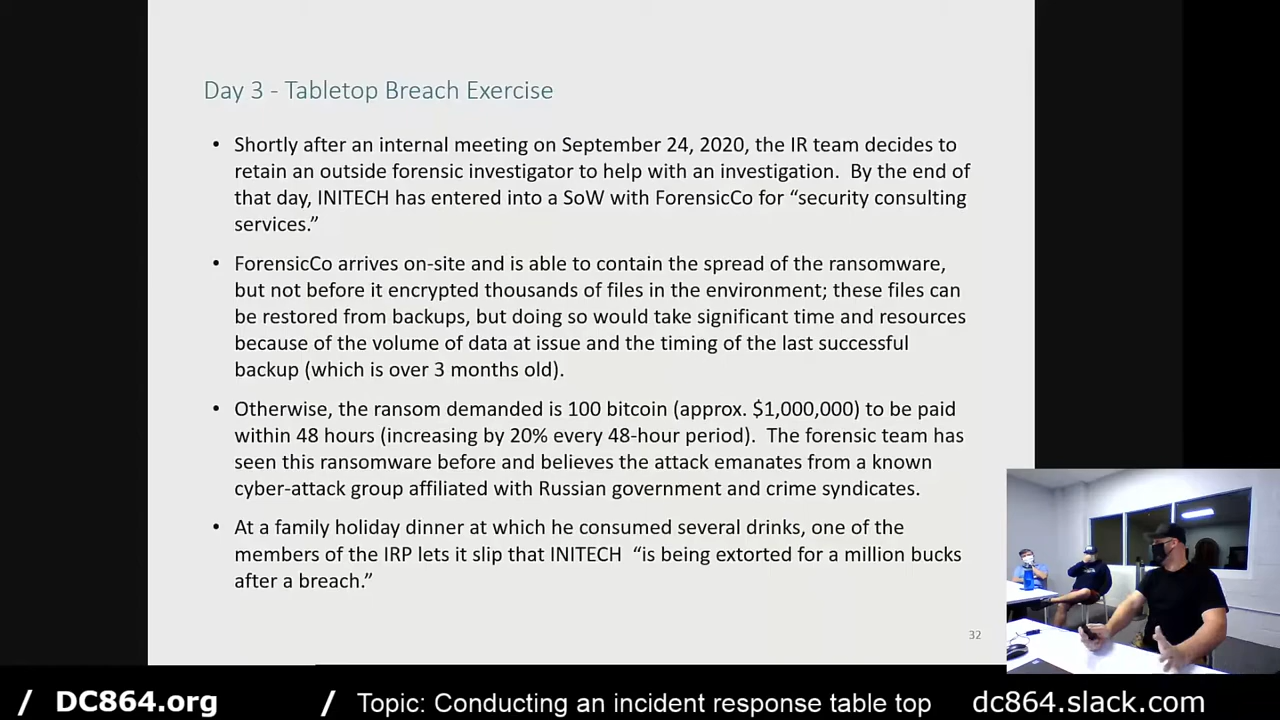 Day 3 - Tabletop Breach Exercise
• Shortly after an internal meeting on September 24, 2020, the IR team decides to
retain an outside forensic investigator to help with an investigation.  By the end of
that day, INITECH has entered into a SoW with ForensicCo for “security consulting
services.”
• ForensicCo arrives on-site and is able to contain the spread of the ransomware,
but not before it encrypted thousands of files in the environment; these files can
be restored from backups, but doing so would take significant time and resources
because of the volume of data at issue and the timing of the last successful
backup (which is over 3 months old).
• Otherwise, the ransom demanded is 100 bitcoin (approx. $1,000,000) to be paid
within 48 hours (increasing by 20% every 48-hour period).  The forensic team has
seen this ransomware before and believes the attack emanates from a known
cyber-attack group affiliated with Russian government and crime syndicates.
• At a family holiday dinner at which he consumed several drinks, one of the
members of the IRP lets it slip that INITECH  “is being extorted for a million bucks
after a breach.”
32
/ DC864.org / Topic: Conducting an incident response table top dc864.slack.com